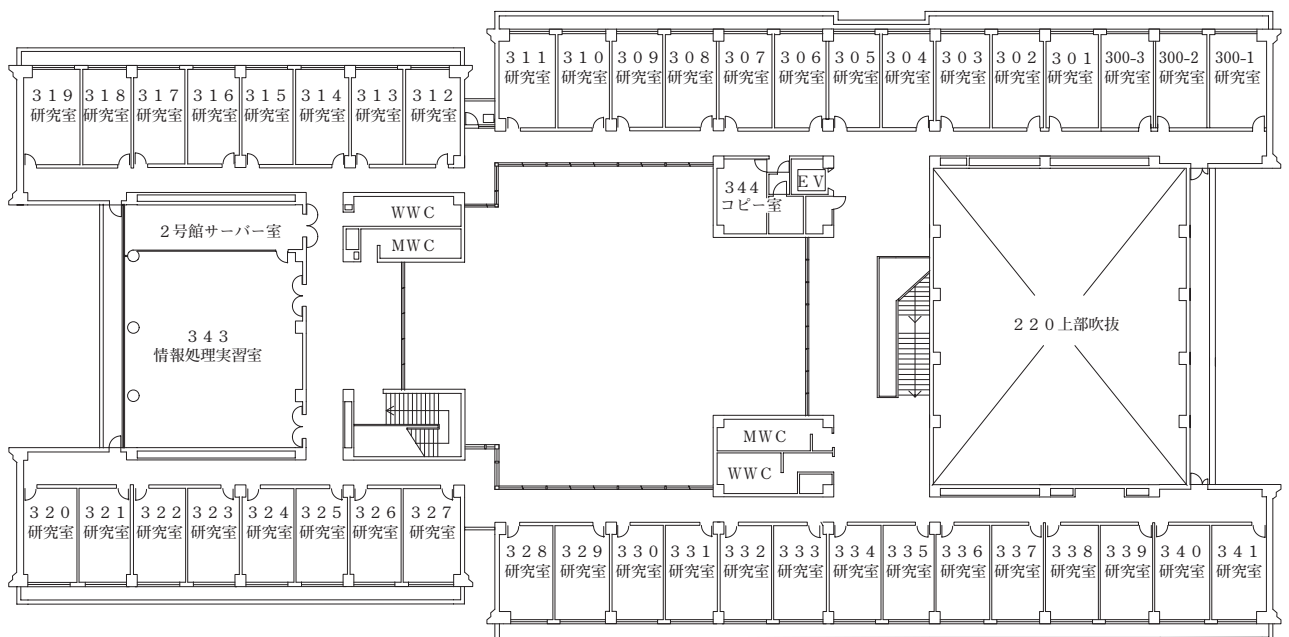 ３１１
研究室
３１０
研究室
３０９
研究室
３０８
研究室
３０７
研究室
３０６
研究室
３０５
研究室
３０４
研究室
３０３
研究室
３０２
研究室
３０１
研究室
300-3
研究室
300-2
研究室
300-1
研究室
３１９
研究室
３１８
研究室
３１７
研究室
３１６
研究室
３１５
研究室
３１４
研究室
３１３
研究室
３１２
研究室
３４４
コピー室
ＥＶ
ＷＷＣ
ＭＷＣ
２号館サーバー室
３４３
情報処理実習室
２２０上部吹抜
ＭＷＣ
ＷＷＣ
３２０
研究室
３２１
研究室
３２２
研究室
３２３
研究室
３２４
研究室
３２５
研究室
３２６
研究室
３２７
研究室
３２８
研究室
３２９
研究室
３３０
研究室
３３１
研究室
３３２
研究室
３３３
研究室
３３４
研究室
３３５
研究室
３３６
研究室
３３７
研究室
３３８
研究室
３３９
研究室
３４０
研究室
３４１
研究室